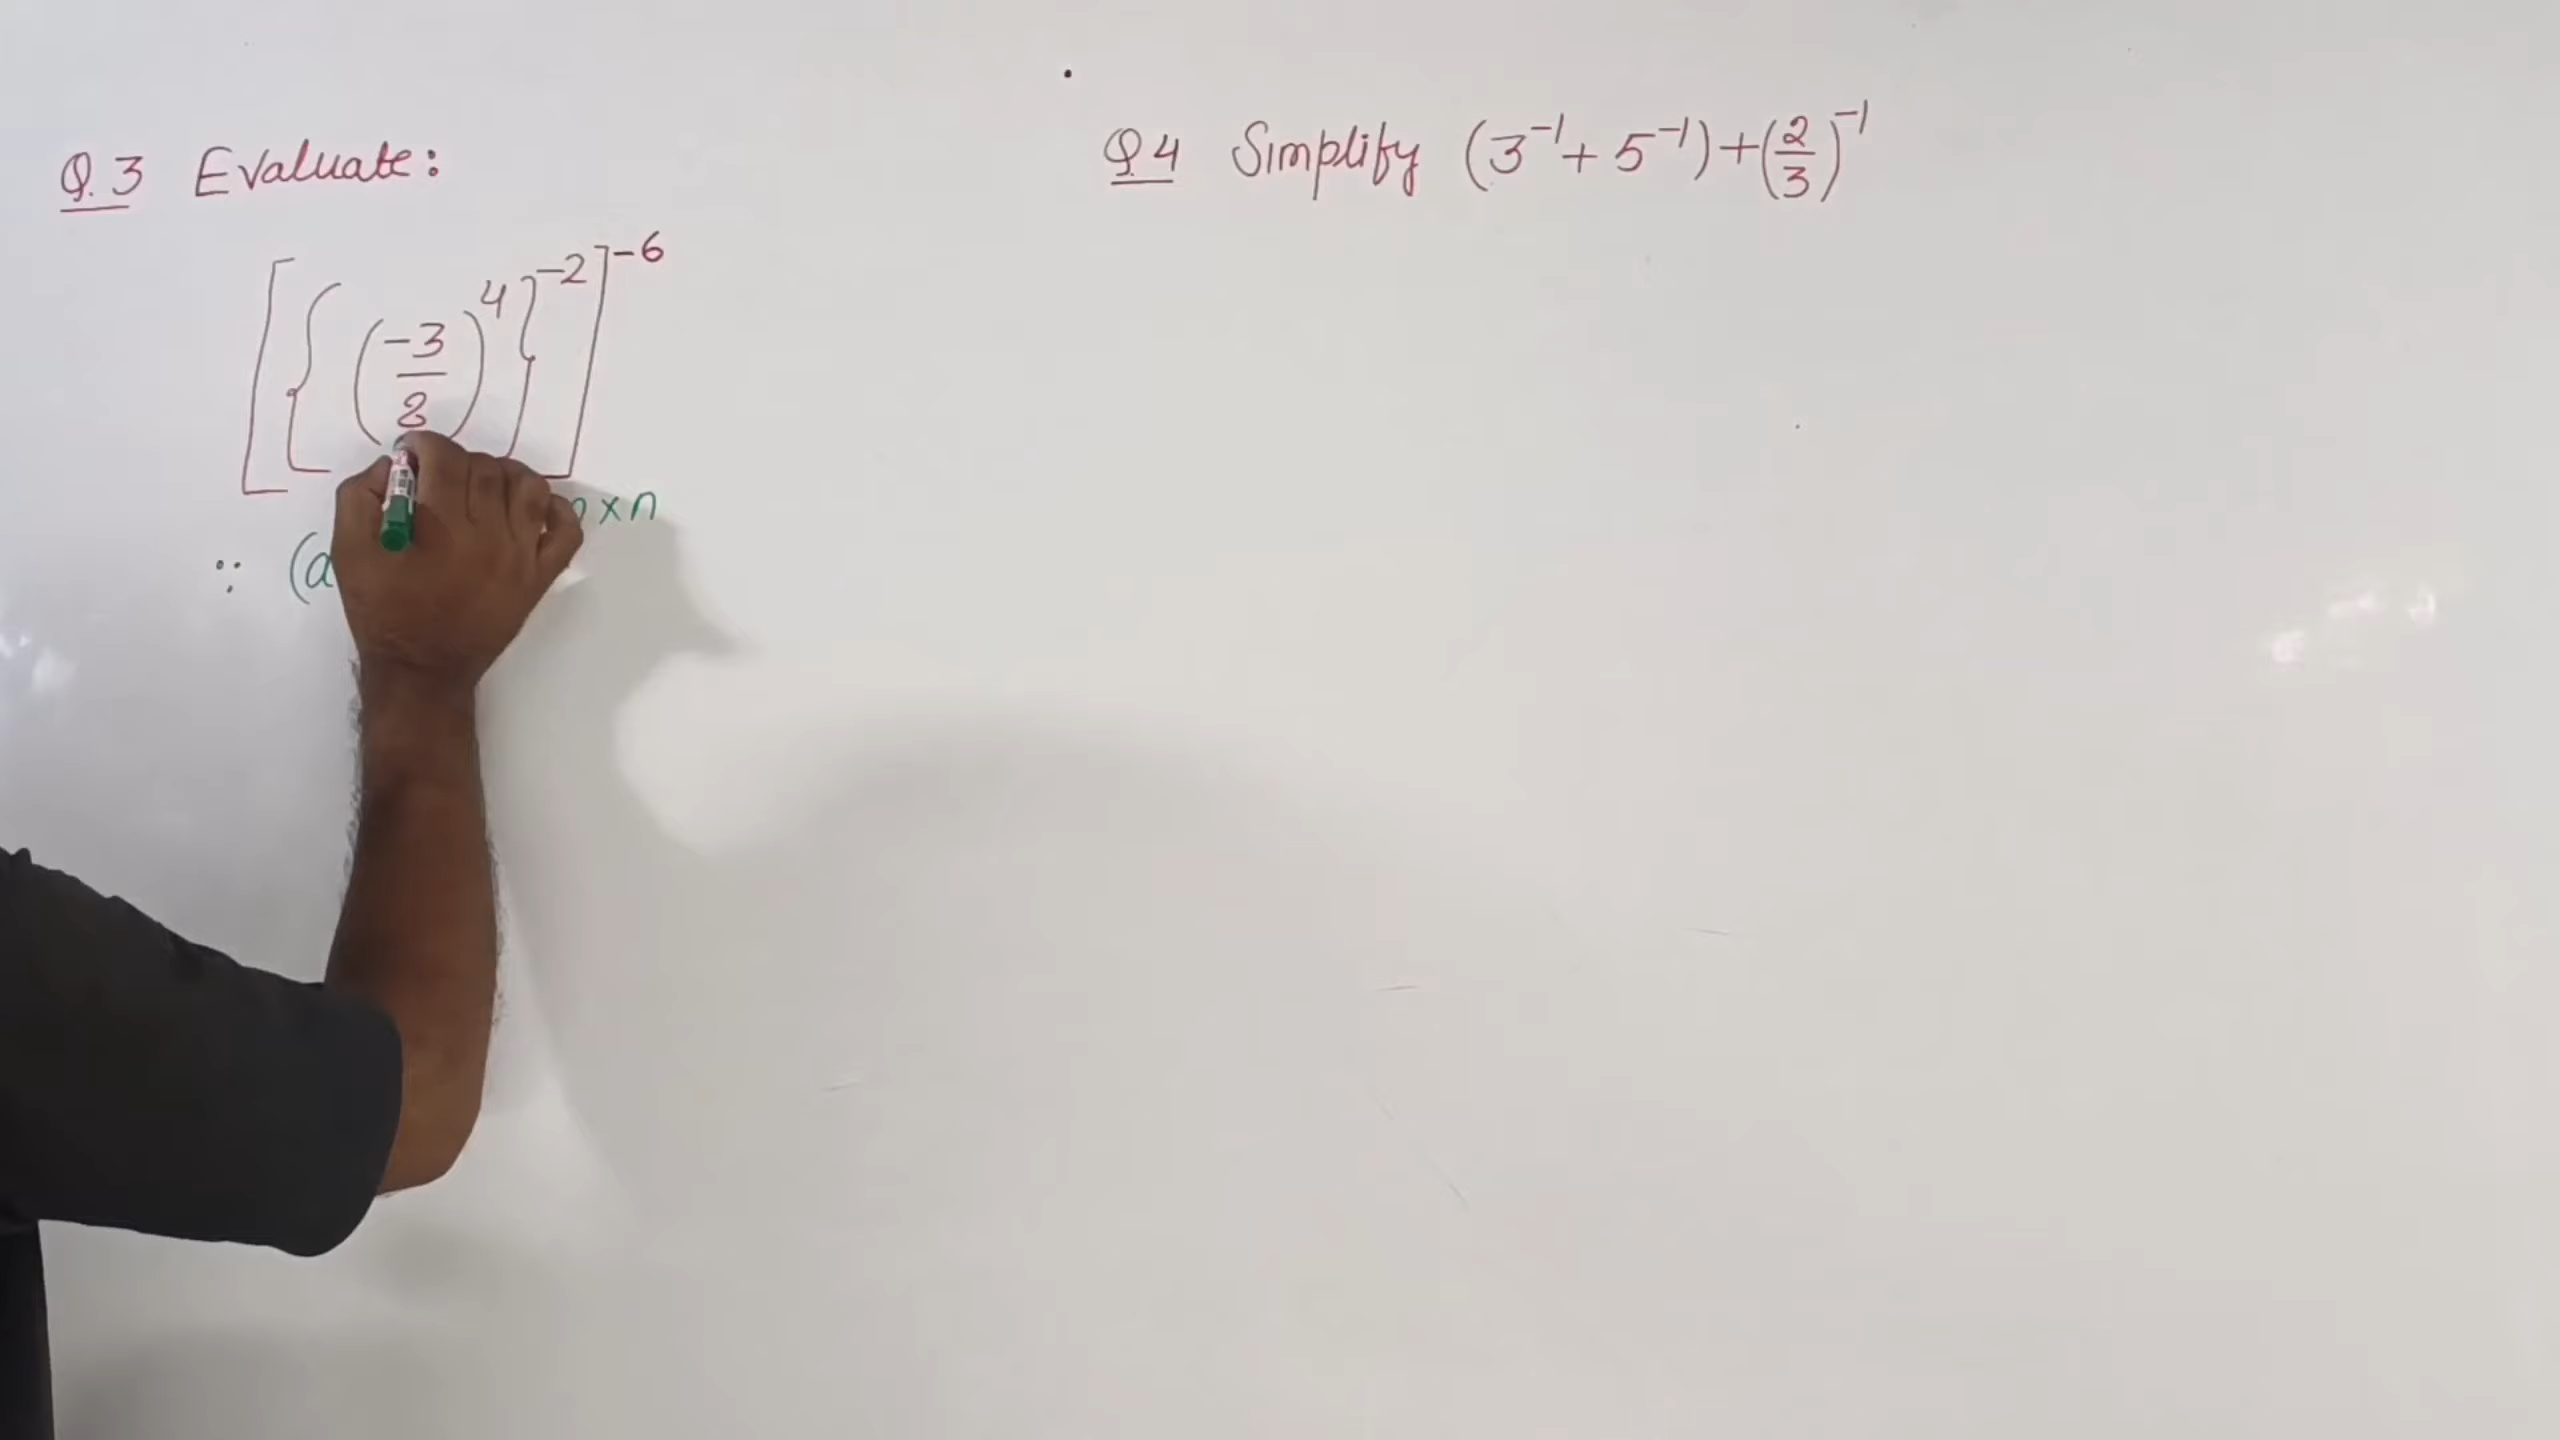 Q.3 Evaluate:
[{(-3/8)^4}^-2]^-6
∵ (a × n
Q.4 Simplify (3^-1 + 5^-1) + (2/3)^-1